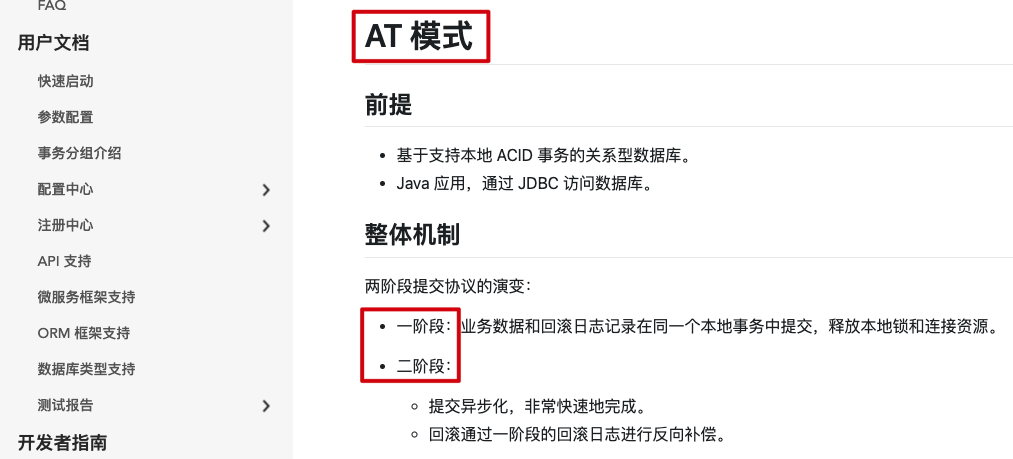 FAQ
用户文档
快速启动
参数配置
事务分组介绍
配置中心
注册中心
API 支持
微服务框架支持
ORM 框架支持
数据库类型支持
测试报告
开发者指南
AT 模式
前提
基于支持本地 ACID 事务的关系型数据库。
Java 应用，通过 JDBC 访问数据库。
整体机制
两阶段提交协议的演变：
一阶段：业务数据和回滚日志记录在同一个本地事务中提交，释放本地锁和连接资源。
二阶段：
提交异步化，非常快速地完成。
回滚通过一阶段的回滚日志进行反向补偿。